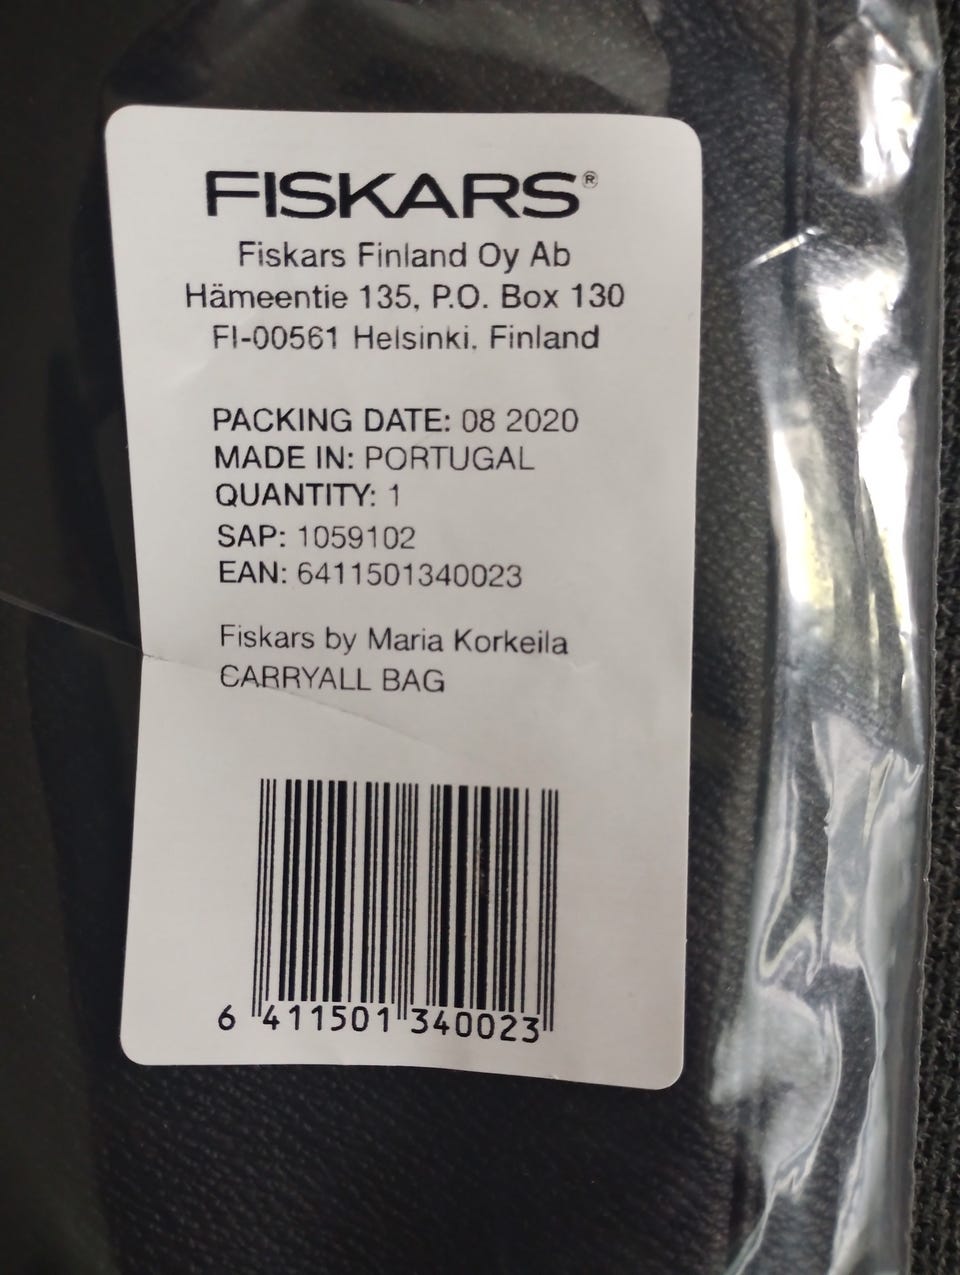 FISKARS®
Fiskars Finland Oy Ab
Hämeentie 135, P.O. Box 130
FI-00561 Helsinki, Finland
PACKING DATE: 08 2020
MADE IN: PORTUGAL
QUANTITY: 1
SAP: 1059102
EAN: 6411501340023
Fiskars by Maria Korkeila
CARRYALL BAG
6 411501 340023